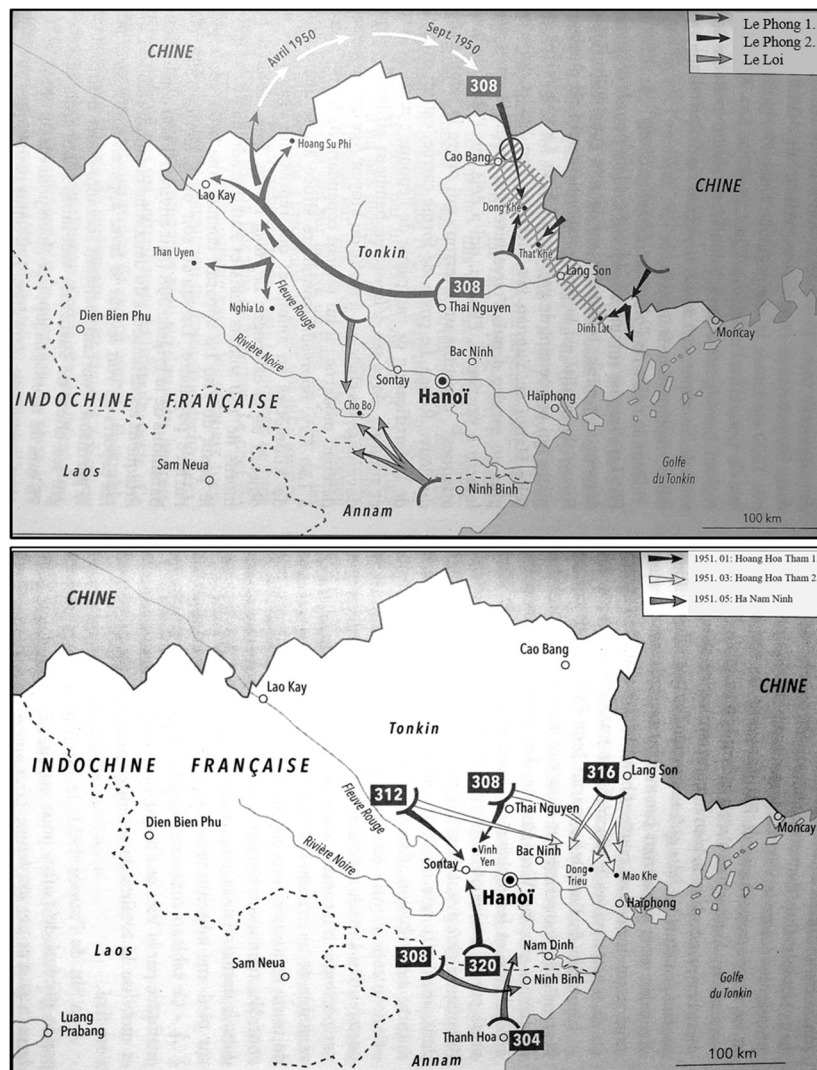 CHINE
Avril 1950
Sept. 1950
Le Phong 1.
Le Phong 2.
Le Loi
308
Hoang Su Phi
Cao Bang
CHINE
Lao Kay
Dong Khé
That Khé
Tonkin
Than Uyen
Lang Son
308
Fleuve Rouge
Thai Nguyen
Nghia Lo
Dien Bien Phu
Dinh Lat
Moncay
Rivière Noire
Bac Ninh
Sontay
Hanoï
INDOCHINE FRANÇAISE
Haïphong
Cho Bo
Laos
Sam Neua
Golfe
du Tonkin
Ninh Binh
Annam
100 km
1951. 01: Hoang Hoa Tham 1
1951. 03: Hoang Hoa Tham 2
1951. 05: Ha Nam Ninh
CHINE
Cao Bang
Lao Kay
CHINE
Tonkin
INDOCHINE FRANÇAISE
308
316
Lang Son
312
Fleuve Rouge
Thai Nguyen
Dien Bien Phu
Moncay
Vinh
Yen
Bac Ninh
Rivière Noire
Sontay
Dong
Trieu
Mao Khe
Hanoï
Haïphong
Laos
Nam Dinh
308
320
Sam Neua
Ninh Binh
Golfe
du Tonkin
Luang
Prabang
Thanh Hoa
304
Annam
100 km